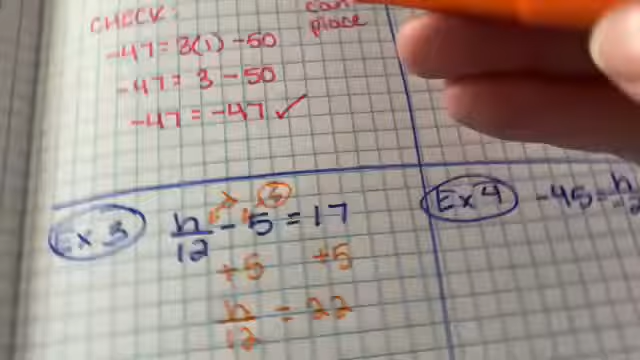 CHECK
-47 = 3(1) - 50
-47 = 3 - 50
-47 = -47 ✓
place
Ex 3
n/12 - 5 = 17
+5 +5
n/12 = 22
Ex 4
-45 = n